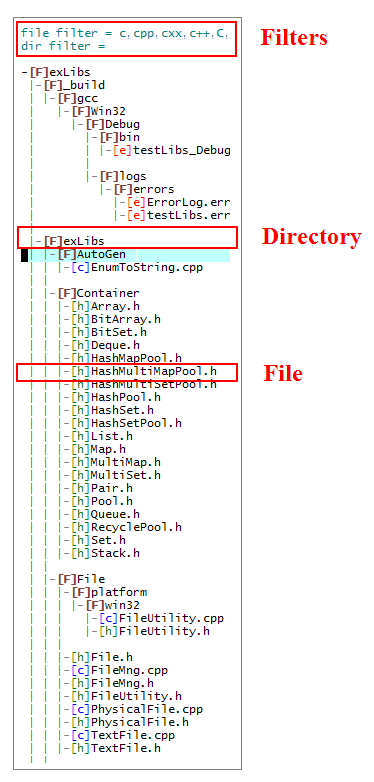 file filter = c,cpp,cxx,c++,C, Filters
dir filter =
-[F]exLibs
| -[F]_build
| | -[F]gcc
| | | -[F]Win32
| | | | -[F]Debug
| | | | | -[F]bin
| | | | | | -[e]testLibs_Debug
| | | | | |
| | | | | -[F]logs
| | | | | | -[F]errors
| | | | | | | -[e]ErrorLog.err
| | | | | | | -[e]testLibs.err
| -[F]exLibs Directory
| | -[F]AutoGen
| | | -[c]EnumToString.cpp
| | |
| | -[F]Container
| | | -[h]Array.h
| | | -[h]BitArray.h
| | | -[h]BitSet.h
| | | -[h]Deque.h
| | | -[h]HashMapPool.h
| | | -[h]HashMultiMapPool.h File
| | | -[h]HashMultiSetPool.h
| | | -[h]HashPool.h
| | | -[h]HashSet.h
| | | -[h]HashSetPool.h
| | | -[h]List.h
| | | -[h]Map.h
| | | -[h]MultiMap.h
| | | -[h]MultiSet.h
| | | -[h]Pair.h
| | | -[h]Pool.h
| | | -[h]Queue.h
| | | -[h]RecyclePool.h
| | | -[h]Set.h
| | | -[h]Stack.h
| | |
| | -[F]File
| | | -[F]platform
| | | | -[F]win32
| | | | | -[c]FileUtility.cpp
| | | | | -[h]FileUtility.h
| | |
| | | -[h]File.h
| | | -[c]FileMng.cpp
| | | -[h]FileMng.h
| | | -[h]FileUtility.h
| | | -[c]PhysicalFile.cpp
| | | -[h]PhysicalFile.h
| | | -[c]TextFile.cpp
| | | -[h]TextFile.h